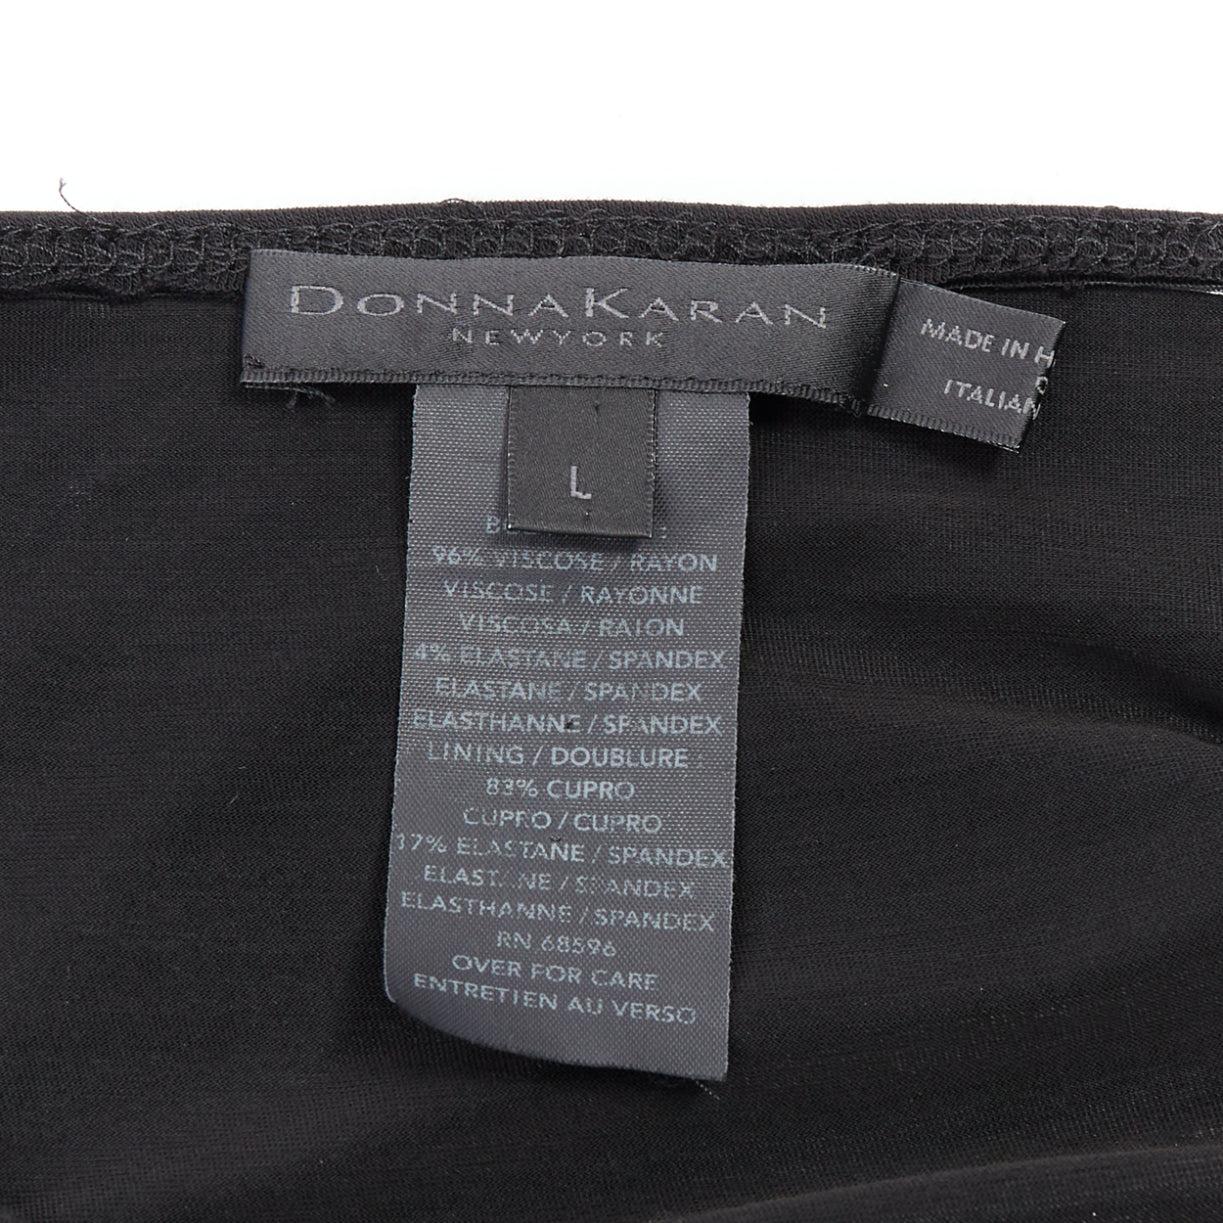 DONNAKARAN
NEWYORK
MADE IN
ITALIAN
L
96% VISCOSE / RAYON
VISCOSE / RAYONNE
VISCOSA / RAION
4% ELASTANE / SPANDEX
ELASTANE / SPANDEX
ELASTHANNE / SPANDEX
LINING / DOUBLURE :
83% CUPRO
CUPRO / CUPRO
17% ELASTANE / SPANDEX
ELASTANE / SPANDEX
ELASTHANNE / SPANDEX
RN 68596
OVER FOR CARE
ENTRETIEN AU VERSO